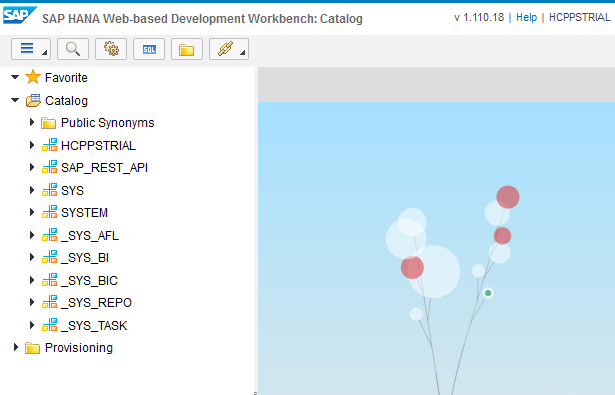 SAP SAP HANA Web-based Development Workbench: Catalog v 1.110.18 | Help | HCPPSTRIAL
SQL
Favorite
Catalog
Public Synonyms
HCPPSTRIAL
SAP_REST_API
SYS
SYSTEM
_SYS_AFL
_SYS_BI
_SYS_BIC
_SYS_REPO
_SYS_TASK
Provisioning